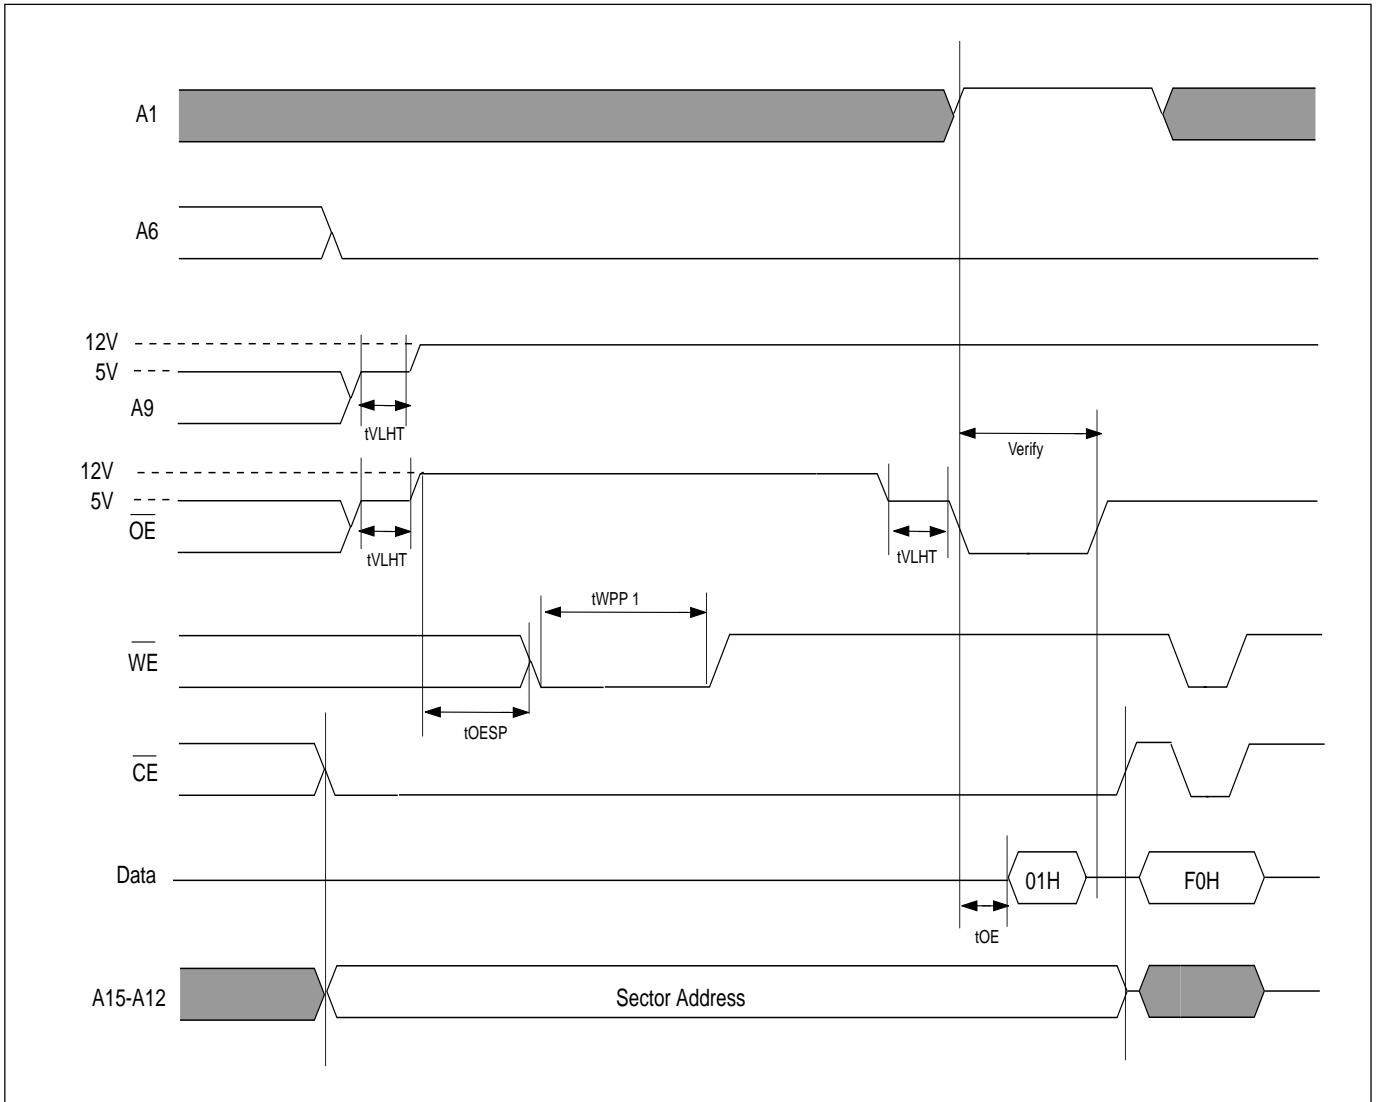 A1
A6
12V
5V
A9
tVLHT
Verify
12V
5V
OE
tVLHT
tVLHT
tWPP 1
WE
tOESP
CE
Data
01H
F0H
tOE
A15-A12
Sector Address